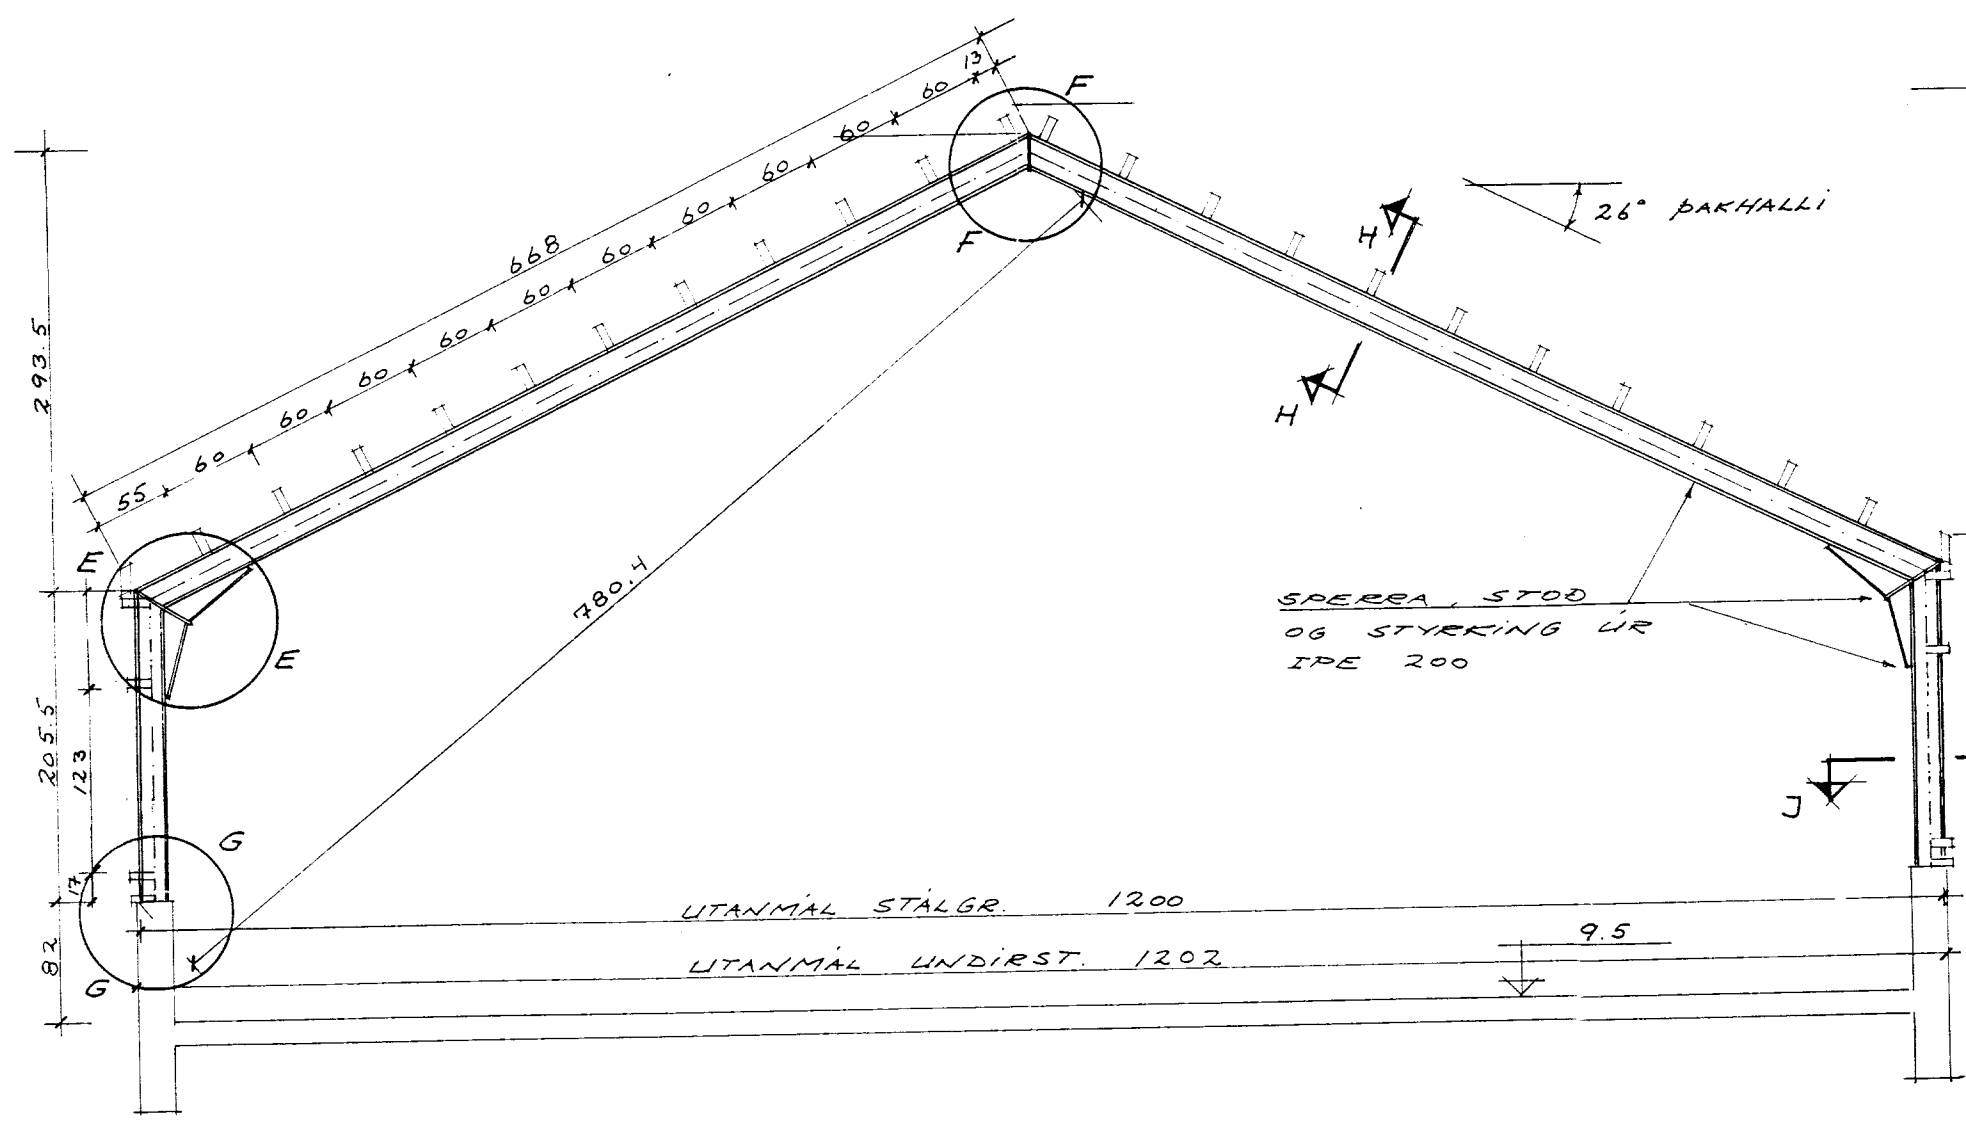 13
F
60
60
60
60
60
60
60
60
60
60
55
668
F
H
H
26° ÞAKHALLI
293.5
E
E
780.4
SPERRA, STOÐ
OG STYRKING ÚR
IPE 200
205.5
123
17
82
G
G
J
UTANMÁL STÁLGR. 1200
UTANMÁL UNDIRST. 1202
9.5